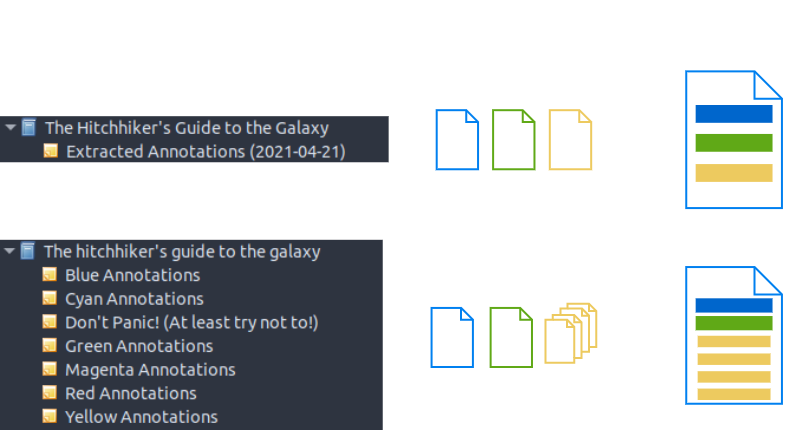 The Hitchhiker's Guide to the Galaxy
Extracted Annotations (2021-04-21)
The hitchhiker's guide to the galaxy
Blue Annotations
Cyan Annotations
Don't Panic! (At least try not to!)
Green Annotations
Magenta Annotations
Red Annotations
Yellow Annotations